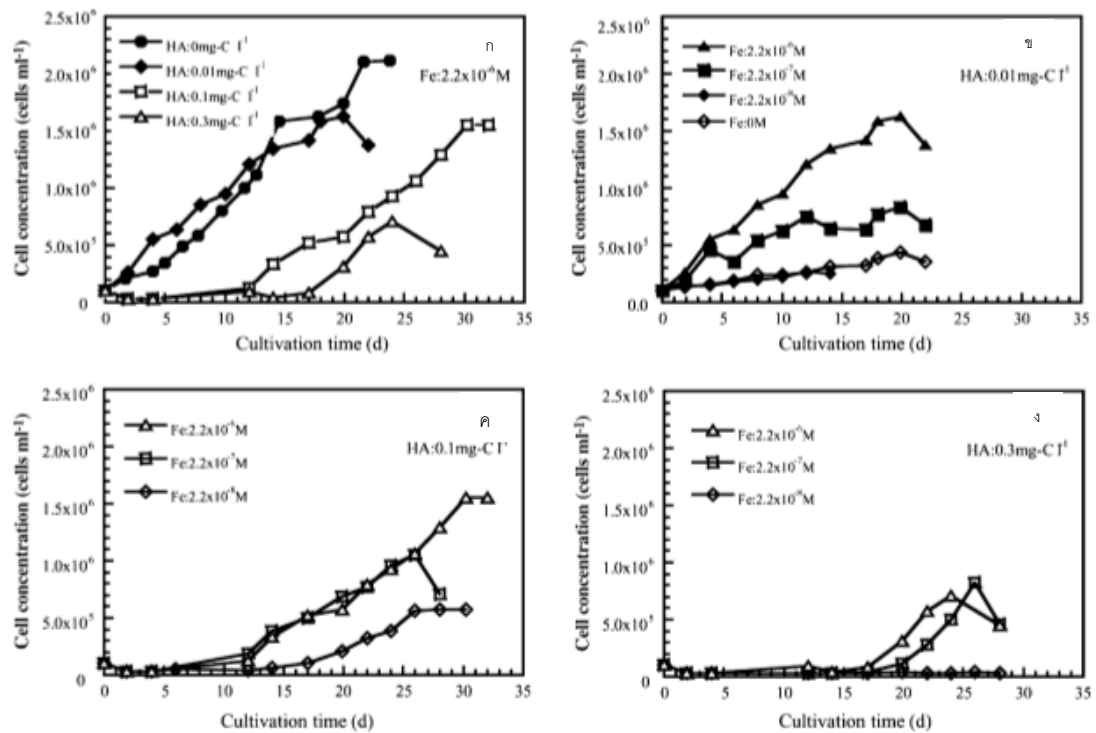 2.5x10⁶
2.0x10⁶
1.5x10⁶
1.0x10⁶
5.0x10⁵
0
Cell concentration (cells ml⁻¹)
HA:0mg-C l⁻¹
HA:0.01mg-C l⁻¹
HA:0.1mg-C l⁻¹
HA:0.3mg-C l⁻¹
ก
Fe:2.2x10⁻⁶M
0 5 10 15 20 25 30 35
Cultivation time (d)
2.5x10⁶
2.0x10⁶
1.5x10⁶
1.0x10⁶
5.0x10⁵
0.0
Cell concentration (cells ml⁻¹)
Fe:2.2x10⁻⁶M
Fe:2.2x10⁻⁷M
Fe:2.2x10⁻⁸M
Fe:0M
ข
HA:0.01mg-C l⁻¹
0 5 10 15 20 25 30 35
Cultivation time (d)
2.5x10⁶
2.0x10⁶
1.5x10⁶
1.0x10⁶
5.0x10⁵
0
Cell concentration (cells ml⁻¹)
Fe:2.2x10⁻⁶M
Fe:2.2x10⁻⁷M
Fe:2.2x10⁻⁸M
ค
HA:0.1mg-C l⁻¹
0 5 10 15 20 25 30 35
Cultivation time (d)
2.5x10⁶
2.0x10⁶
1.5x10⁶
1.0x10⁶
5.0x10⁵
0
Cell concentration (cells ml⁻¹)
Fe:2.2x10⁻⁶M
Fe:2.2x10⁻⁷M
Fe:2.2x10⁻⁸M
ง
HA:0.3mg-C l⁻¹
0 5 10 15 20 25 30 35
Cultivation time (d)